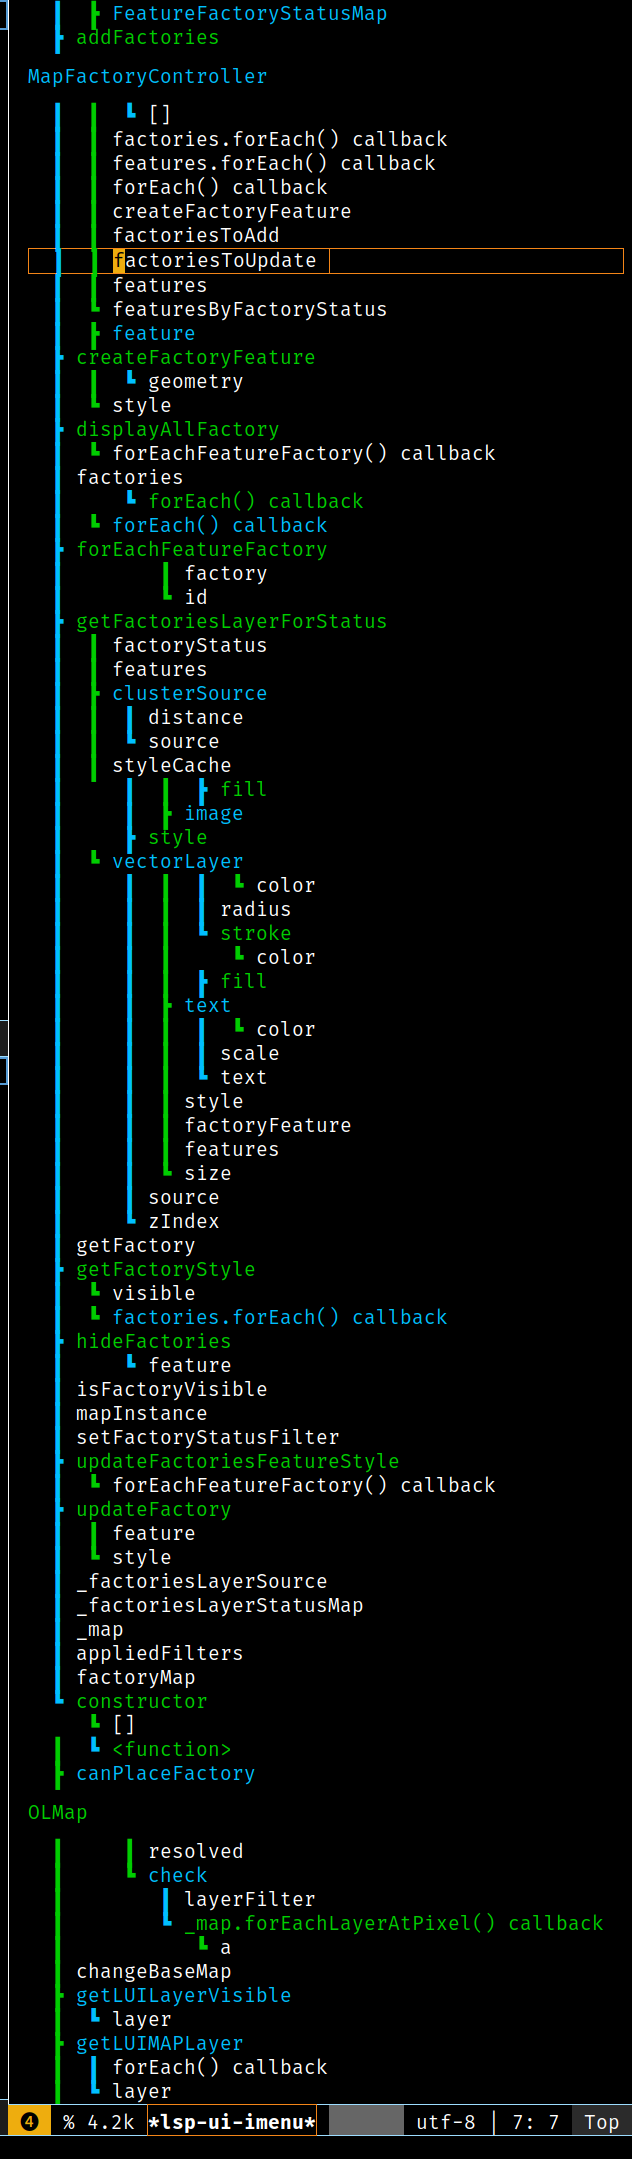 FeatureFactoryStatusMap
addFactories
MapFactoryController
[]
factories.forEach() callback
features.forEach() callback
forEach() callback
createFactoryFeature
factoriesToAdd
factoriesToUpdate
features
featuresByFactoryStatus
feature
createFactoryFeature
geometry
style
displayAllFactory
forEachFeatureFactory() callback
factories
forEach() callback
forEach() callback
forEachFeatureFactory
factory
id
getFactoriesLayerForStatus
factoryStatus
features
clusterSource
distance
source
styleCache
fill
image
style
vectorLayer
color
radius
stroke
color
fill
text
color
scale
text
style
factoryFeature
features
size
source
zIndex
getFactory
getFactoryStyle
visible
factories.forEach() callback
hideFactories
feature
isFactoryVisible
mapInstance
setFactoryStatusFilter
updateFactoriesFeatureStyle
forEachFeatureFactory() callback
updateFactory
feature
style
_factoriesLayerSource
_factoriesLayerStatusMap
_map
appliedFilters
factoryMap
constructor
[]
<function>
canPlaceFactory
OLMap
resolved
check
layerFilter
_map.forEachLayerAtPixel() callback
a
changeBaseMap
getLUILayerVisible
layer
getLUIMAPLayer
forEach() callback
layer
❹ % 4.2k *lsp-ui-imenu* utf-8 | 7: 7 Top